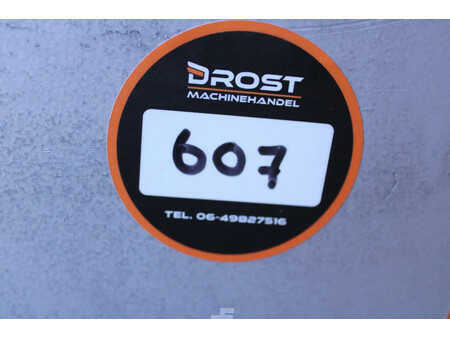 DROST
MACHINEHANDEL
607
TEL. 06-49827516